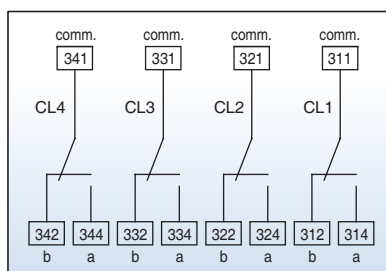 comm. comm. comm. comm.
341 331 321 311
CL4 CL3 CL2 CL1
342 344 332 334 322 324 312 314
b a b a b a b a